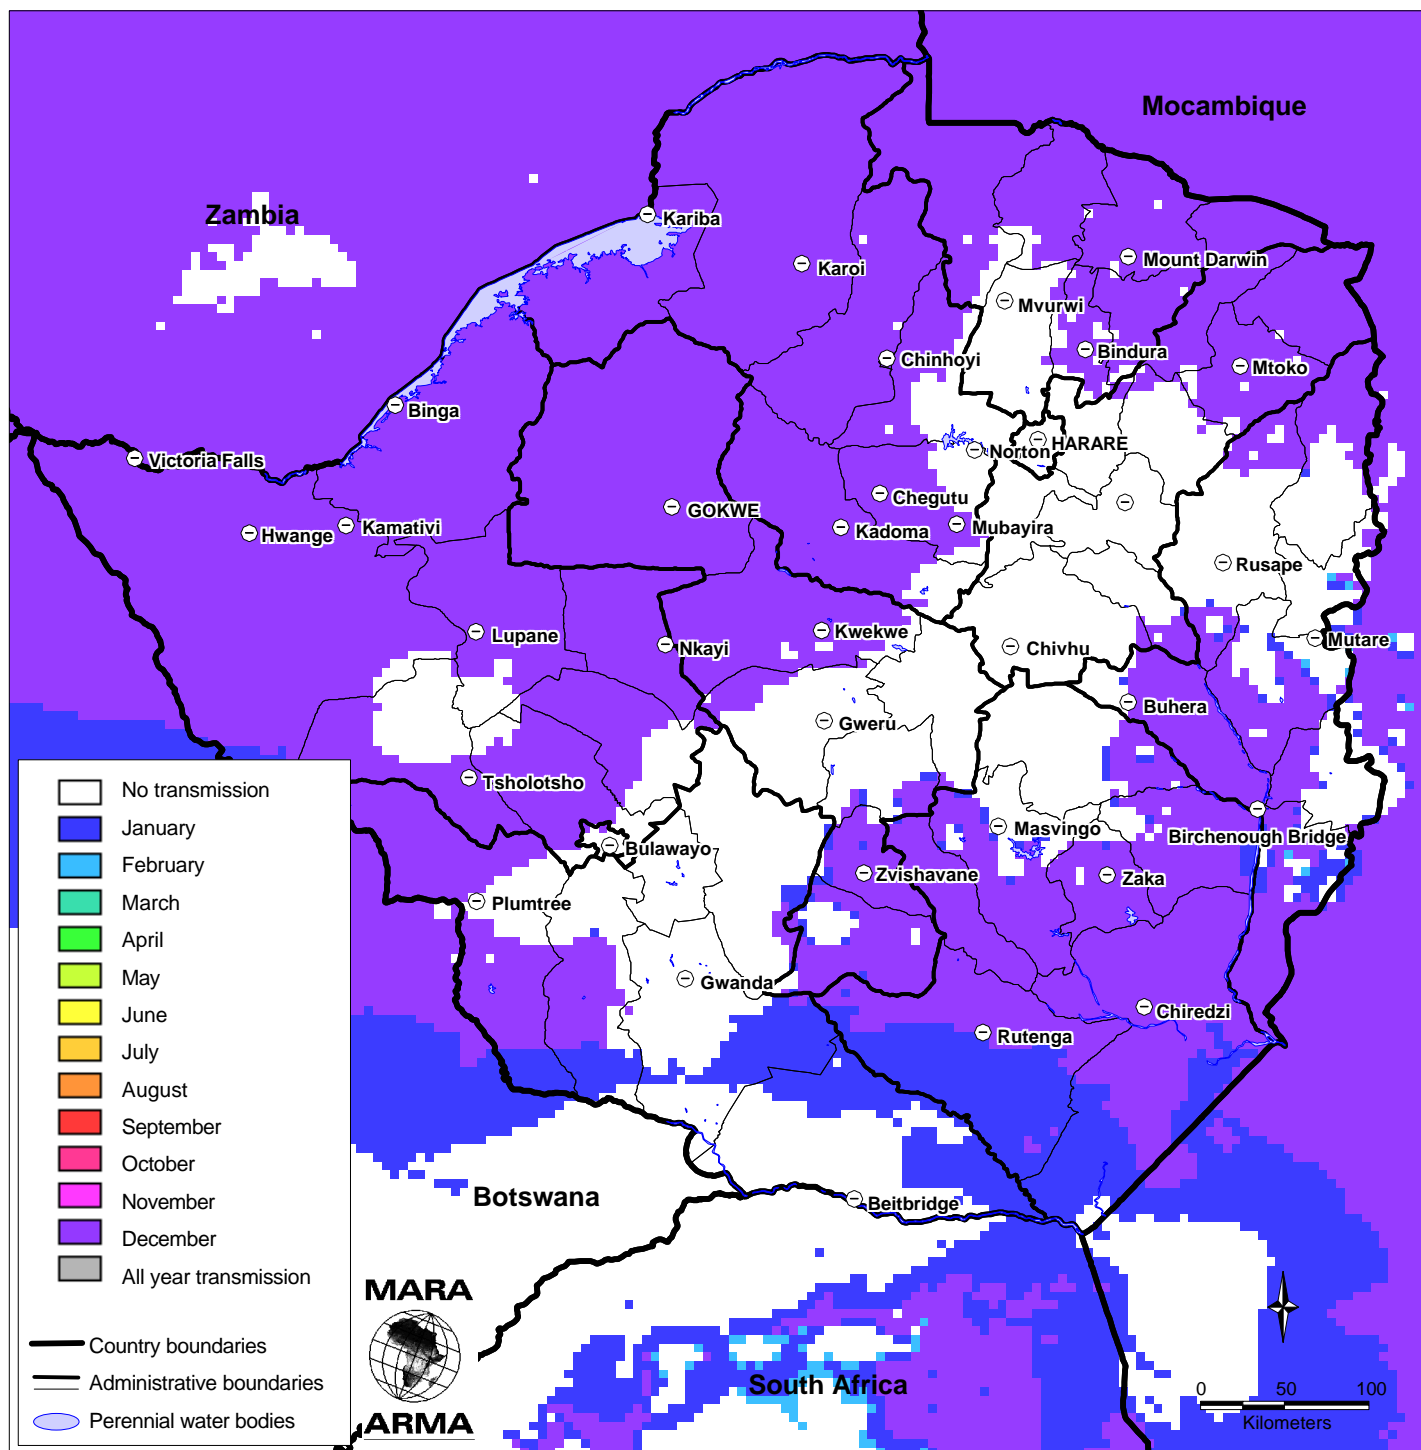 Mocambique
Zambia
Kariba
Karoi
Mount Darwin
Mvurwi
Chinhoyi
Bindura
Mtoko
Binga
HARARE
Norton
Victoria Falls
Chegutu
GOKWE
Kamativi
Hwange
Kadoma
Mubayira
Rusape
Lupane
Nkayi
Kwekwe
Chivhu
Mutare
Buhera
Gweru
Tsholotsho
Masvingo
Birchenough Bridge
Bulawayo
Zvishavane
Zaka
Plumtree
Gwanda
Chiredzi
Rutenga
Botswana
Beitbridge
South Africa
No transmission
January
February
March
April
May
June
July
August
September
October
November
December
All year transmission
Country boundaries
Administrative boundaries
Perennial water bodies
MARA
ARMA
0 50 100
Kilometers